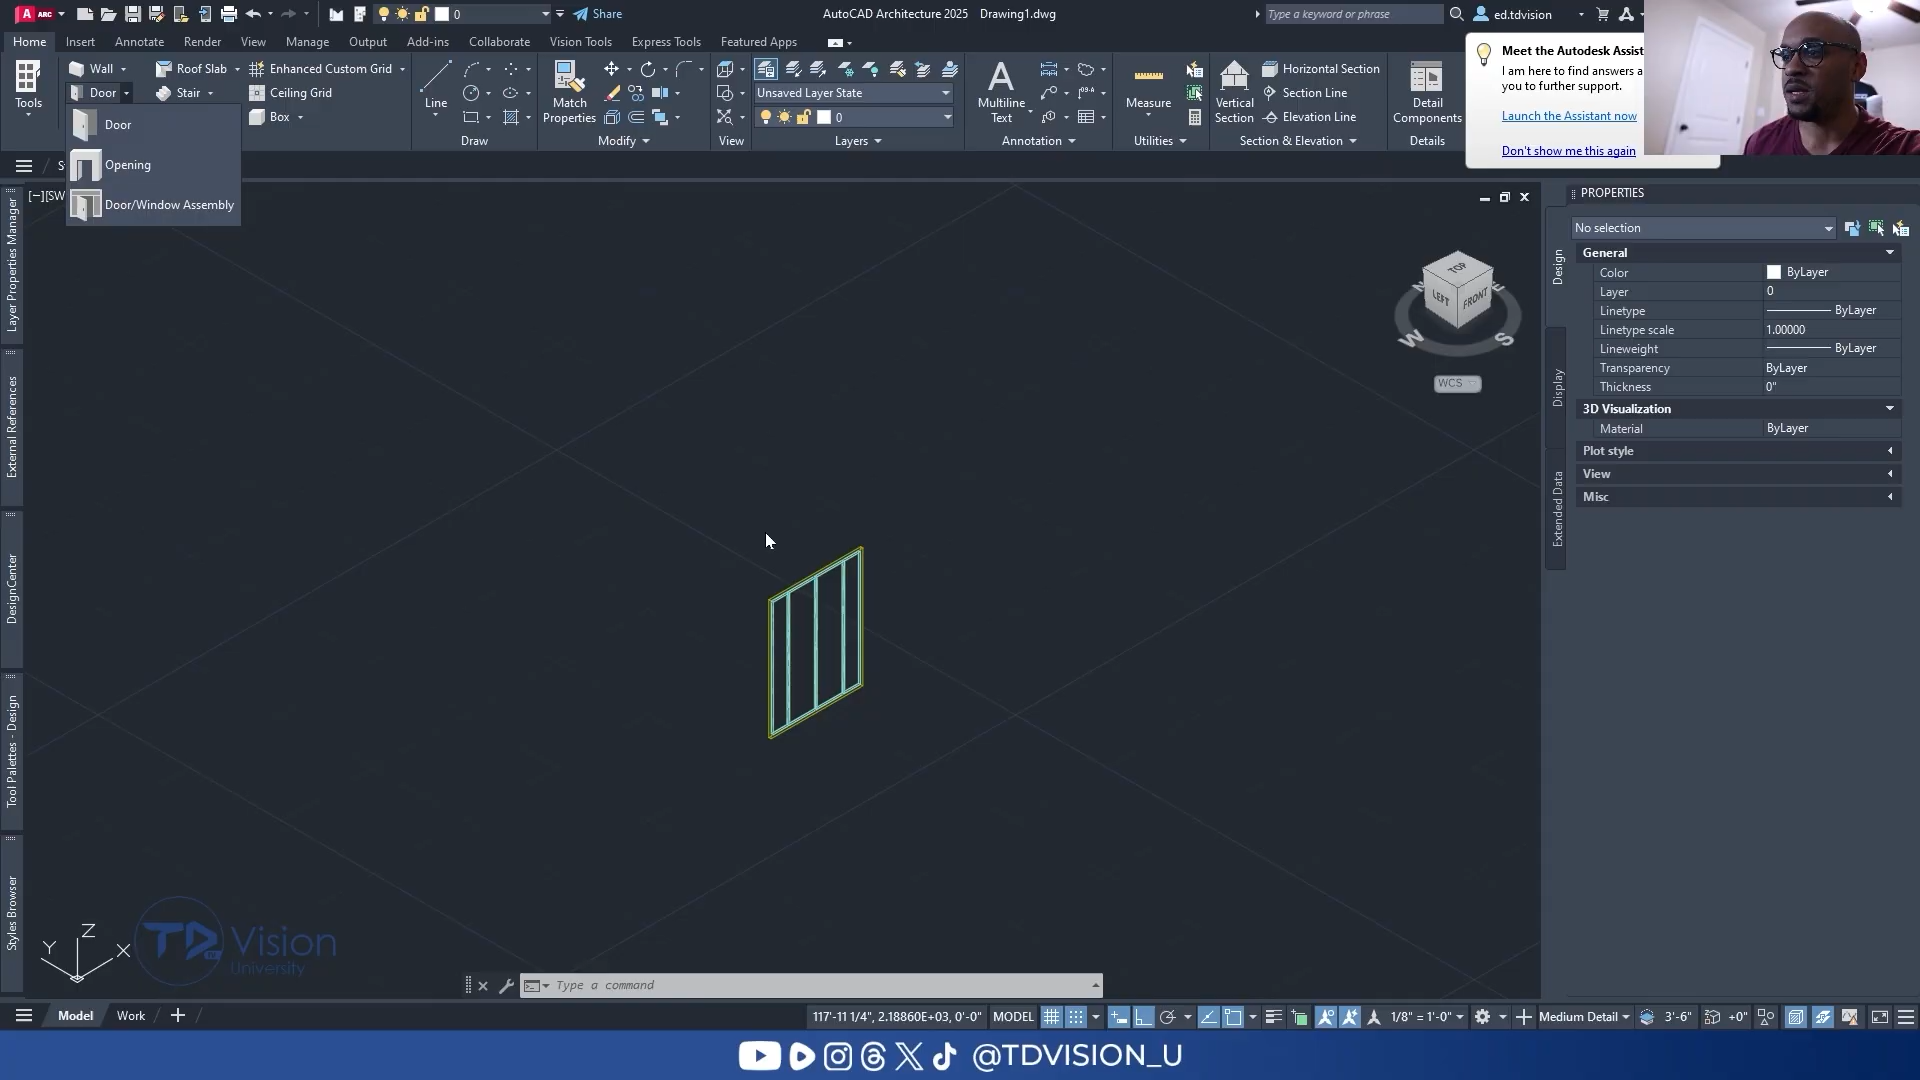 ARC
0
Share
AutoCAD Architecture 2025 Drawing1.dwg
Type a keyword or phrase
ed.tdvision
Home Insert Annotate Render View Manage Output Add-ins Collaborate Vision Tools Express Tools Featured Apps
Tools
Wall
Roof Slab
Enhanced Custom Grid
Door
Stair
Ceiling Grid
Box
Door
Opening
Door/Window Assembly
Line
Draw
Match
Properties
Modify
View
Unsaved Layer State
0
Layers
Multiline
Text
Annotation
Measure
Utilities
Vertical
Section
Horizontal Section
Section Line
Elevation Line
Section & Elevation
Detail
Components
Details
Meet the Autodesk Assist
I am here to find answers a
you to further support.
Launch the Assistant now
Don't show me this again
[−][SW
Layer Properties Manager
External References
DesignCenter
Tool Palettes - Design
Styles Browser
TOP
LEFT
FRONT
W
S
WCS
PROPERTIES
No selection
Design
Display
Extended Data
General
Color ByLayer
Layer 0
Linetype ByLayer
Linetype scale 1.00000
Lineweight ByLayer
Transparency ByLayer
Thickness 0"
3D Visualization
Material ByLayer
Plot style
View
Misc
Z
Y
X
TD Vision
University
Type a command
Model Work
117'-11 1/4", 2.18860E+03, 0'-0" MODEL
1/8" = 1'-0"
Medium Detail
3'-6"
+0"
@TDVISION_U